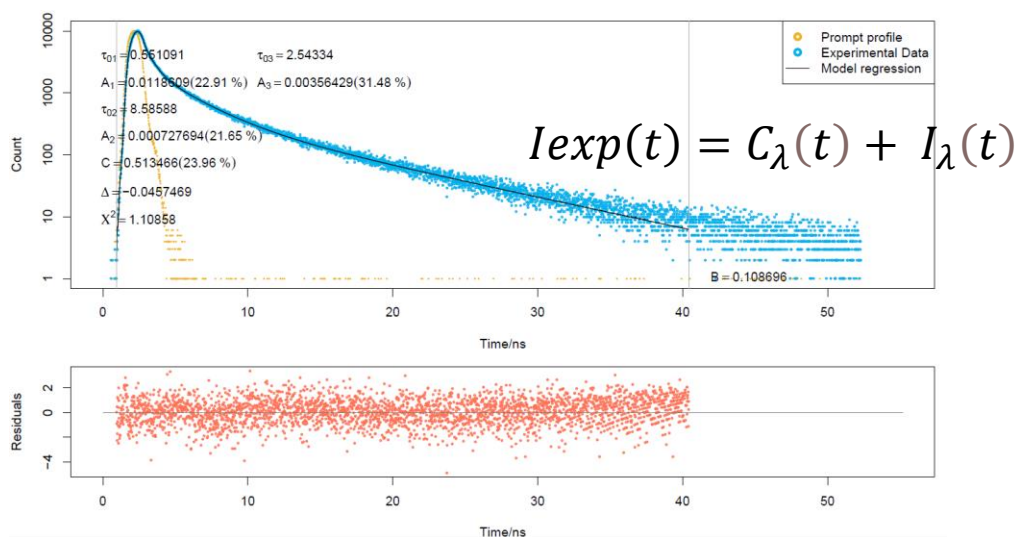 10000
1000
100
10
1
Count
τ01 = 0.551091 τ03 = 2.54334
A1 = 0.0118609(22.91 %) A3 = 0.00356429(31.48 %)
τ02 = 8.58588
A2 = 0.000727694(21.65 %)
C = 0.513466(23.96 %)
Δ = −0.0457469
X² = 1.10858
Prompt profile
Experimental Data
Model regression
Iexp(t) = Cλ(t) + Iλ(t)
B = 0.108696
0 10 20 30 40 50
Time/ns
Residuals
2
0
−4
0 10 20 30 40 50
Time/ns